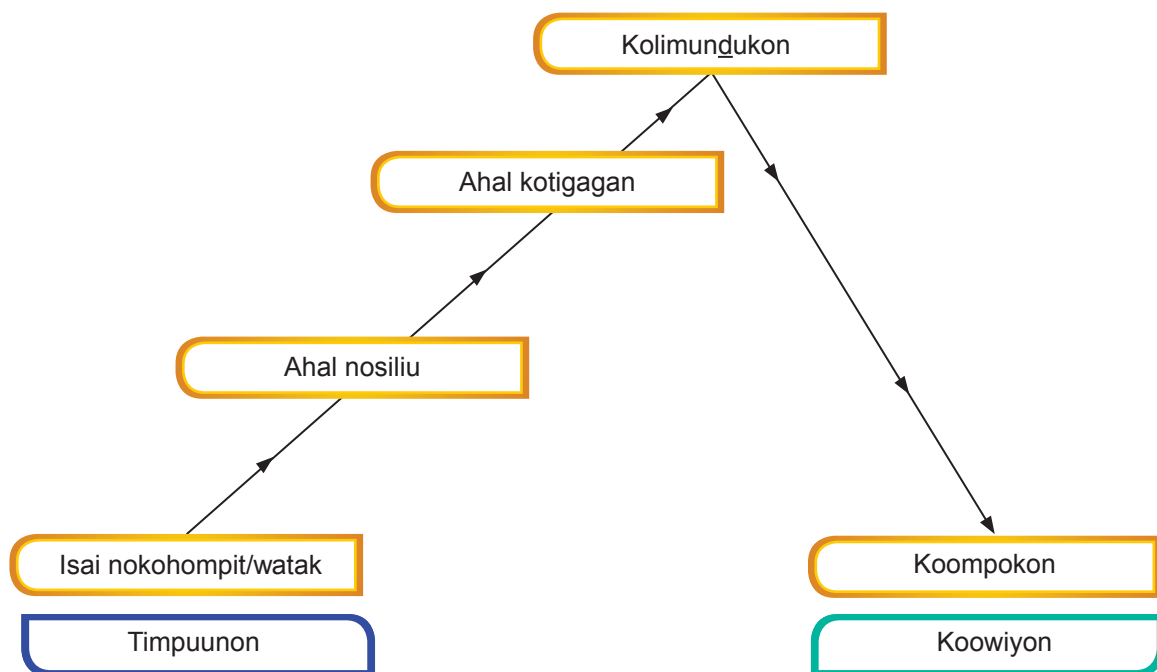 Kolimundukon
Ahal kotigagan
Ahal nosiliu
Isai nokohompit/watak
Koompokon
Timpuunon
Koowiyon